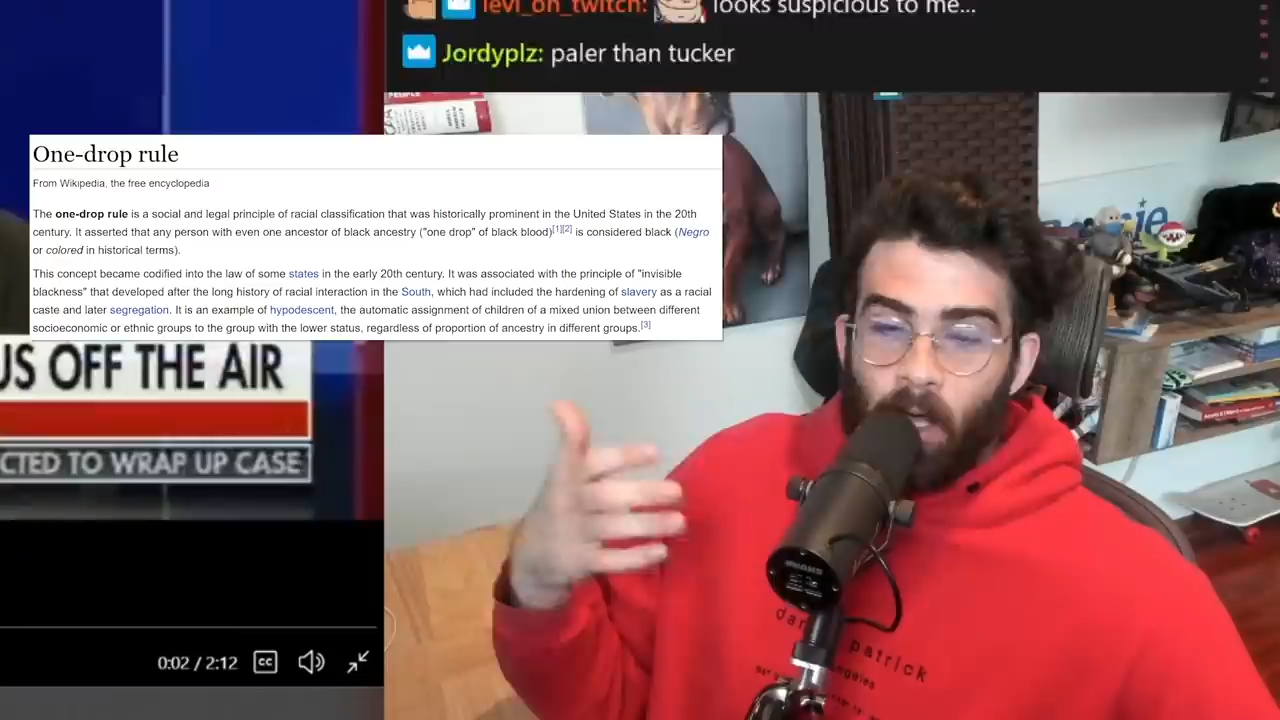 levi_on_twitch: looks suspicious to me...
Jordyplz: paler than tucker
One-drop rule
From Wikipedia, the free encyclopedia
The one-drop rule is a social and legal principle of racial classification that was historically prominent in the United States in the 20th
century. It asserted that any person with even one ancestor of black ancestry ("one drop" of black blood)[1][2] is considered black (Negro
or colored in historical terms).
This concept became codified into the law of some states in the early 20th century. It was associated with the principle of "invisible
blackness" that developed after the long history of racial interaction in the South, which had included the hardening of slavery as a racial
caste and later segregation. It is an example of hypodescent, the automatic assignment of children of a mixed union between different
socioeconomic or ethnic groups to the group with the lower status, regardless of proportion of ancestry in different groups.[3]
US OFF THE AIR
CTED TO WRAP UP CASE
0:02 / 2:12
CC
SHURE
patrick